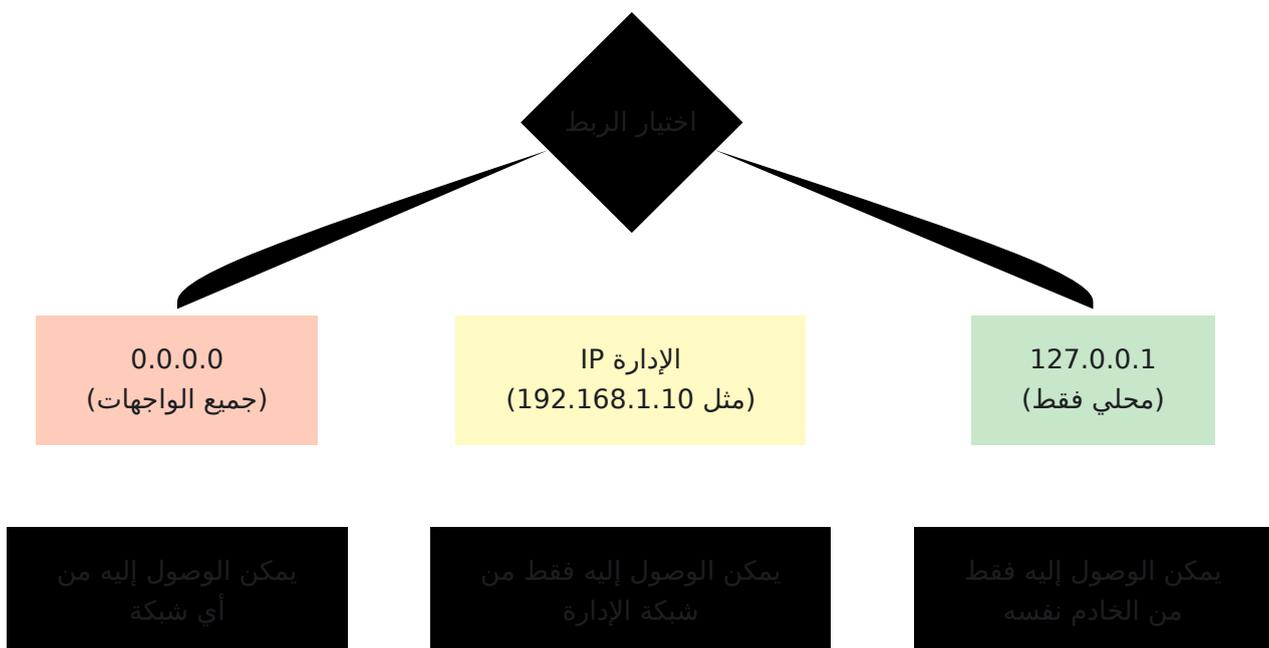 اختيار الربط
127.0.0.1
(محلي فقط)
الإدارة IP
(مثل 192.168.1.10)
0.0.0.0
(جميع الواجهات)
يمكن الوصول إليه فقط
من الخادم نفسه
يمكن الوصول إليه فقط من
شبكة الإدارة
يمكن الوصول إليه من
أي شبكة